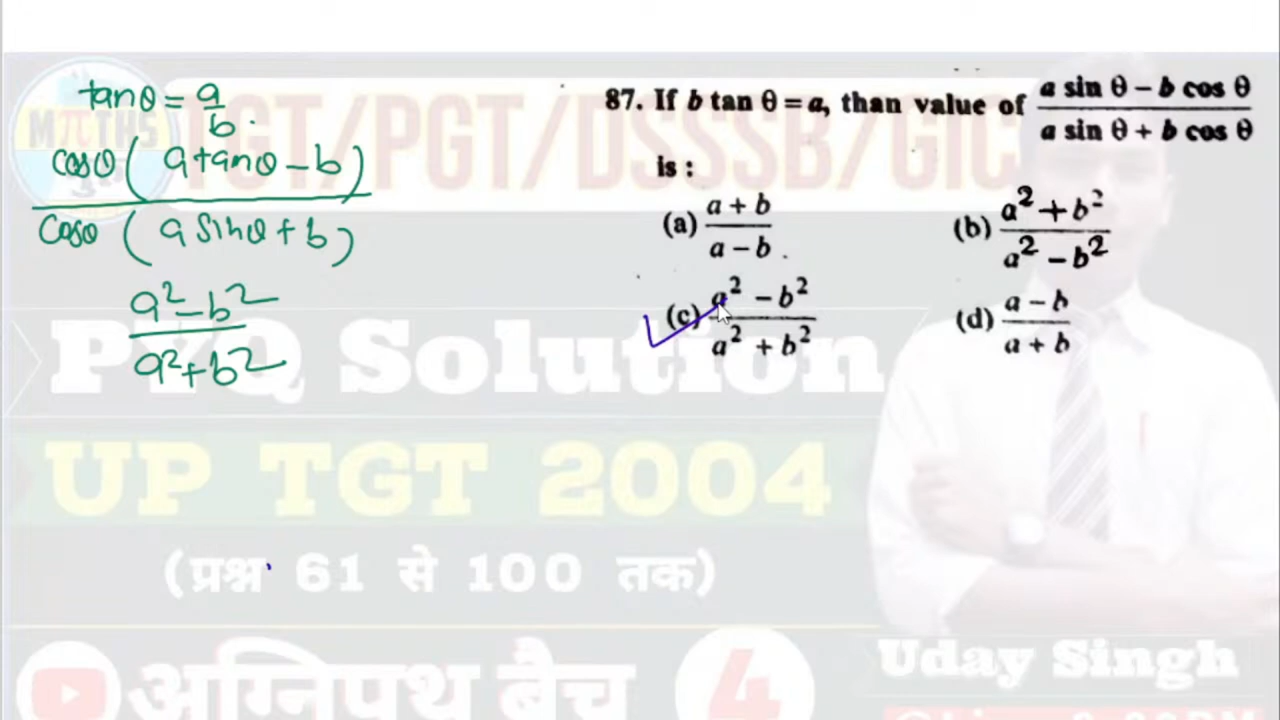 tanθ = a/b.
cosθ ( a tanθ - b)
cosθ ( a sinθ + b)
a² - b²
a² + b²
87. If b tan θ = a, than value of (a sin θ - b cos θ)/(a sin θ + b cos θ)
is :
(a) (a + b)/(a - b)
(b) (a² + b²)/(a² - b²)
(c) (a² - b²)/(a² + b²)
(d) (a - b)/(a + b)
MπTHS
TGT/PGT/DSSSB/GIC
PYQ Solution
UP TGT 2004
(प्रश्न 61 से 100 तक)
अग्निपथ बैच 4
Uday Singh